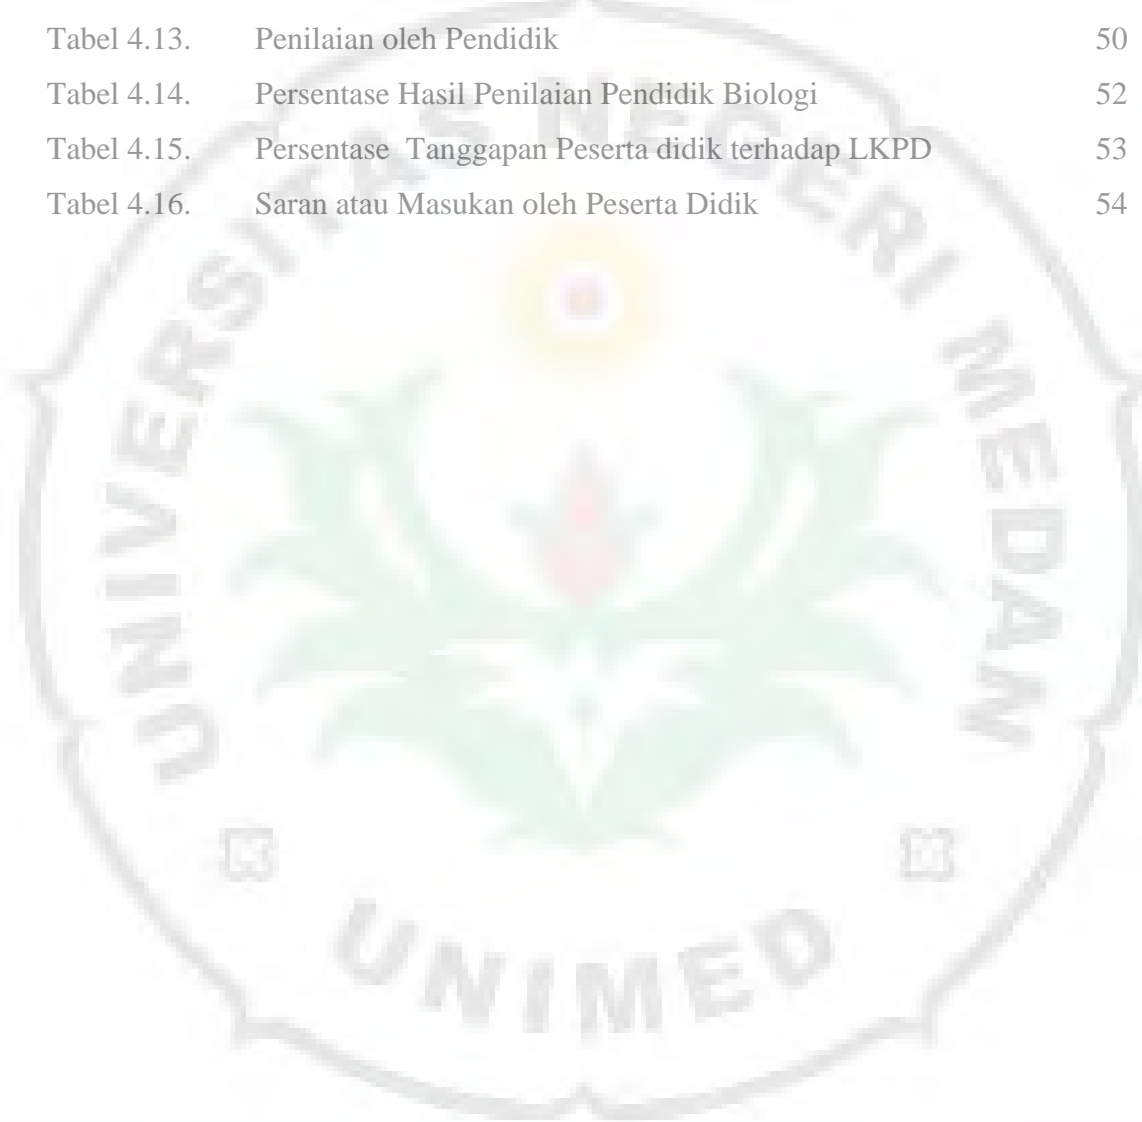 Tabel 4.13. Penilaian oleh Pendidik 50
Tabel 4.14. Persentase Hasil Penilaian Pendidik Biologi 52
Tabel 4.15. Persentase Tanggapan Peserta didik terhadap LKPD 53
Tabel 4.16. Saran atau Masukan oleh Peserta Didik 54
UNIVERSITAS NEGERI MEDAN
UNIMED